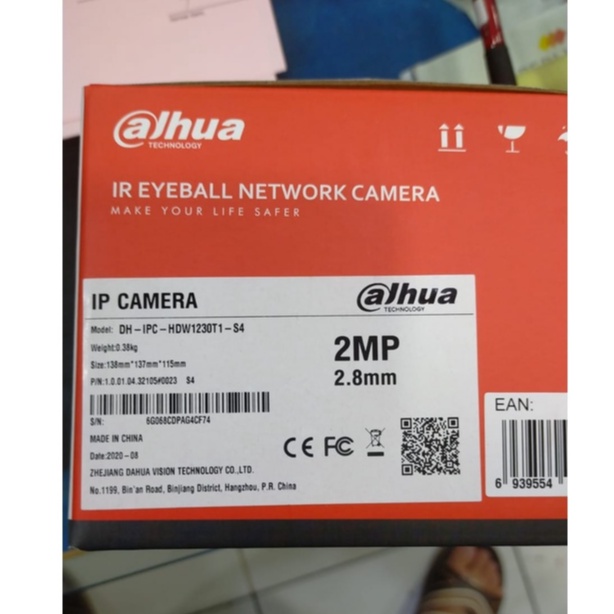 alhua
TECHNOLOGY
IR EYEBALL NETWORK CAMERA
MAKE YOUR LIFE SAFER
IP CAMERA
alhua
TECHNOLOGY
Model: DH-IPC-HDW1230T1-S4
Weight:0.38kg
Size:138mm*137mm*115mm
P/N:1.0.01.04.32105#0023 S4
2MP
2.8mm
S/N: 6G068CDPAG4CF74
MADE IN CHINA
Date:2020-08
CE FC
ZHEJIANG DAHUA VISION TECHNOLOGY CO.,LTD.
No.1199, Bin'an Road, Binjiang District, Hangzhou, P.R. China
EAN:
6 939554